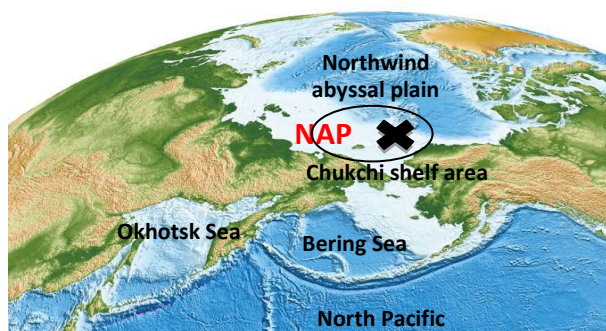 Northwind
abyssal plain
NAP
Chukchi shelf area
Okhotsk Sea
Bering Sea
North Pacific